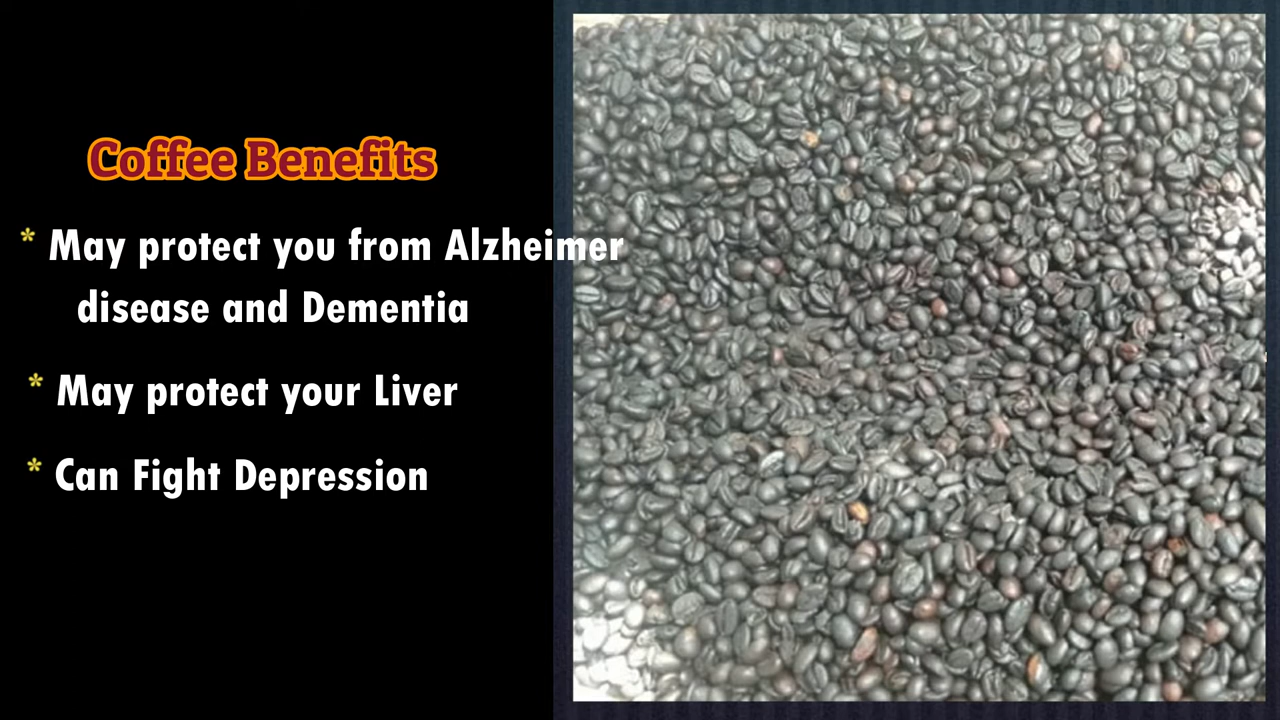 Coffee Benefits
* May protect you from Alzheimer
disease and Dementia
* May protect your Liver
* Can Fight Depression